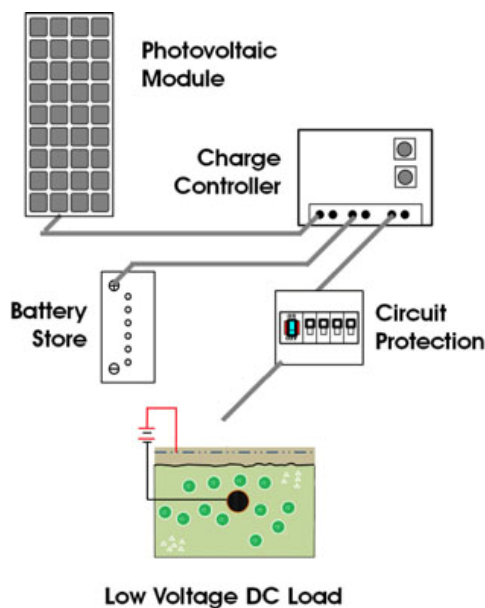 Photovoltaic
Module
Charge
Controller
Battery
Store
Circuit
Protection
Low Voltage DC Load